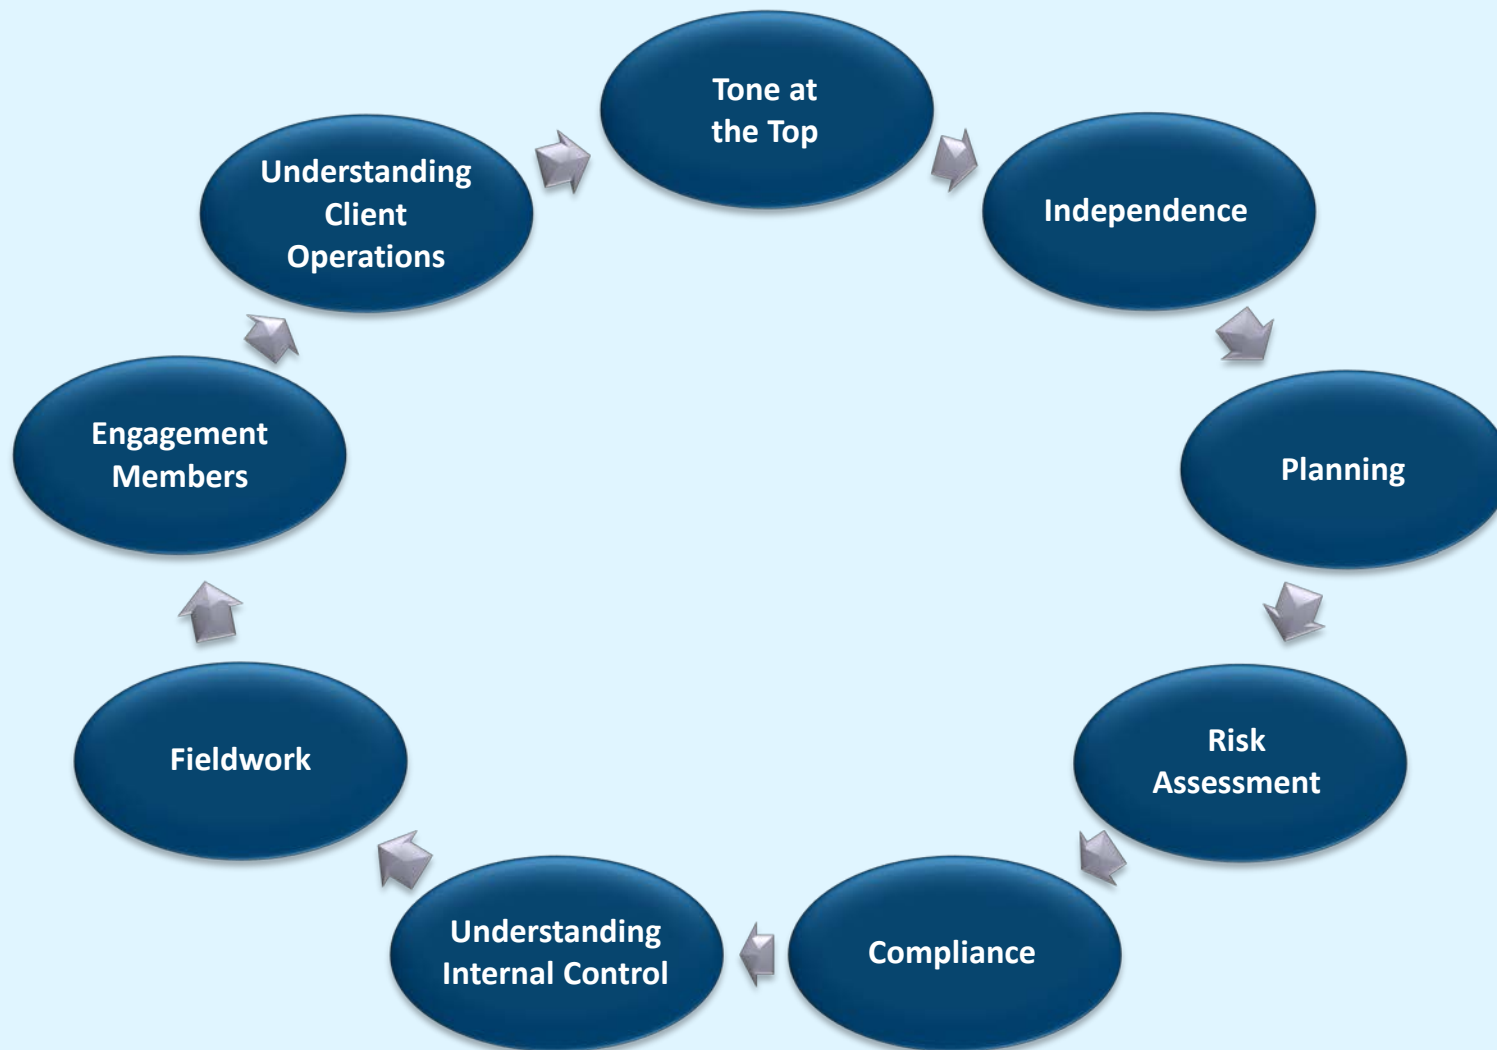 Tone at
the Top
Independence
Planning
Risk
Assessment
Compliance
Understanding
Internal Control
Fieldwork
Engagement
Members
Understanding
Client
Operations